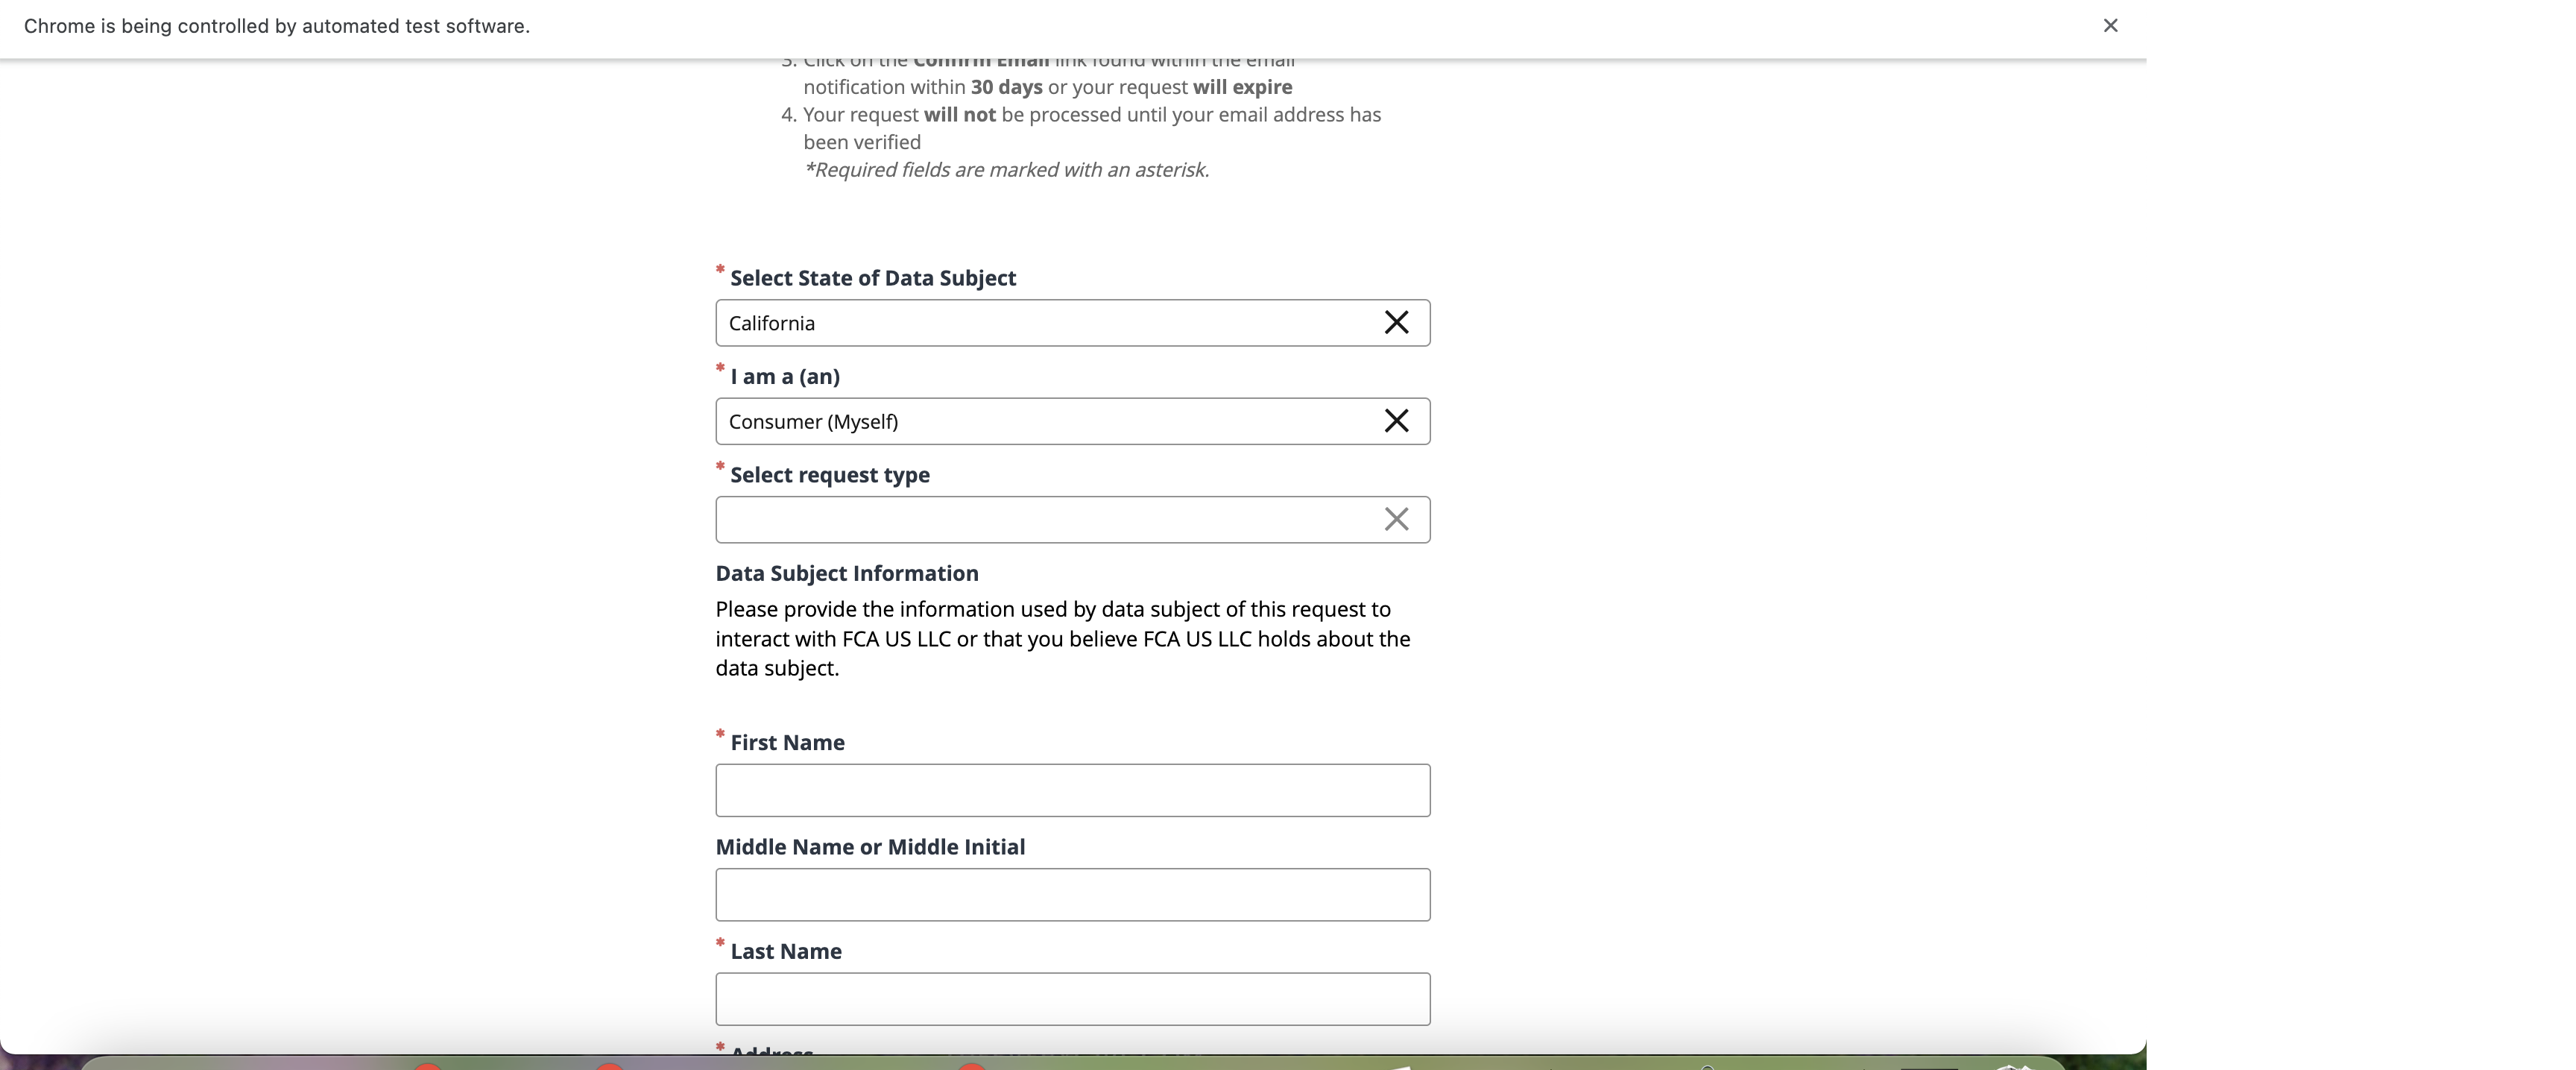 Chrome is being controlled by automated test software.
3. Click on the Confirm Email link found within the email
notification within 30 days or your request will expire
4. Your request will not be processed until your email address has
been verified
*Required fields are marked with an asterisk.
* Select State of Data Subject
California
* I am a (an)
Consumer (Myself)
* Select request type
Data Subject Information
Please provide the information used by data subject of this request to
interact with FCA US LLC or that you believe FCA US LLC holds about the
data subject.
* First Name
Middle Name or Middle Initial
* Last Name
* Address